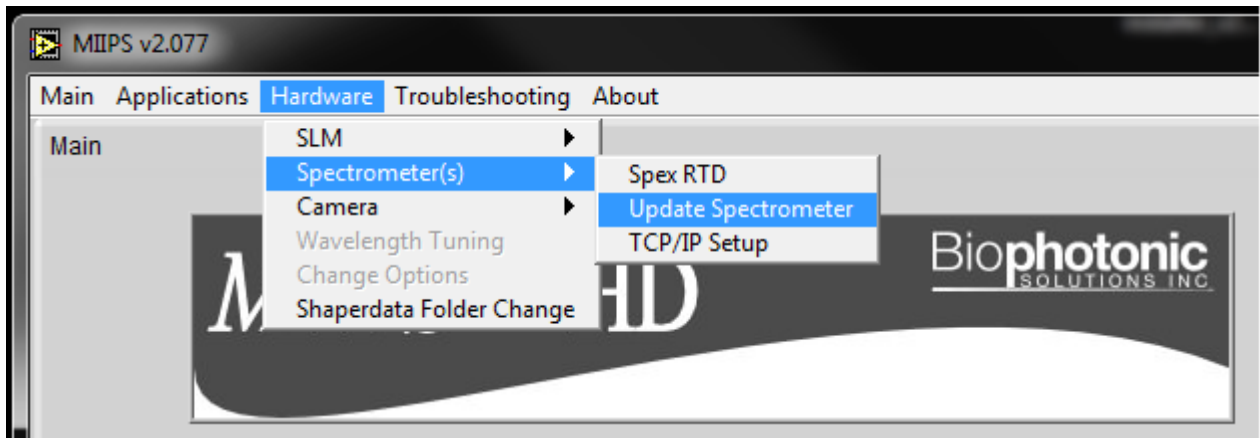 MIIPS v2.077
Main Applications Hardware Troubleshooting About
Main
SLM
Spectrometer(s)
Camera
Wavelength Tuning
Change Options
Shaperdata Folder Change
Spex RTD
Update Spectrometer
TCP/IP Setup
HD
Biophotonic
SOLUTIONS INC.